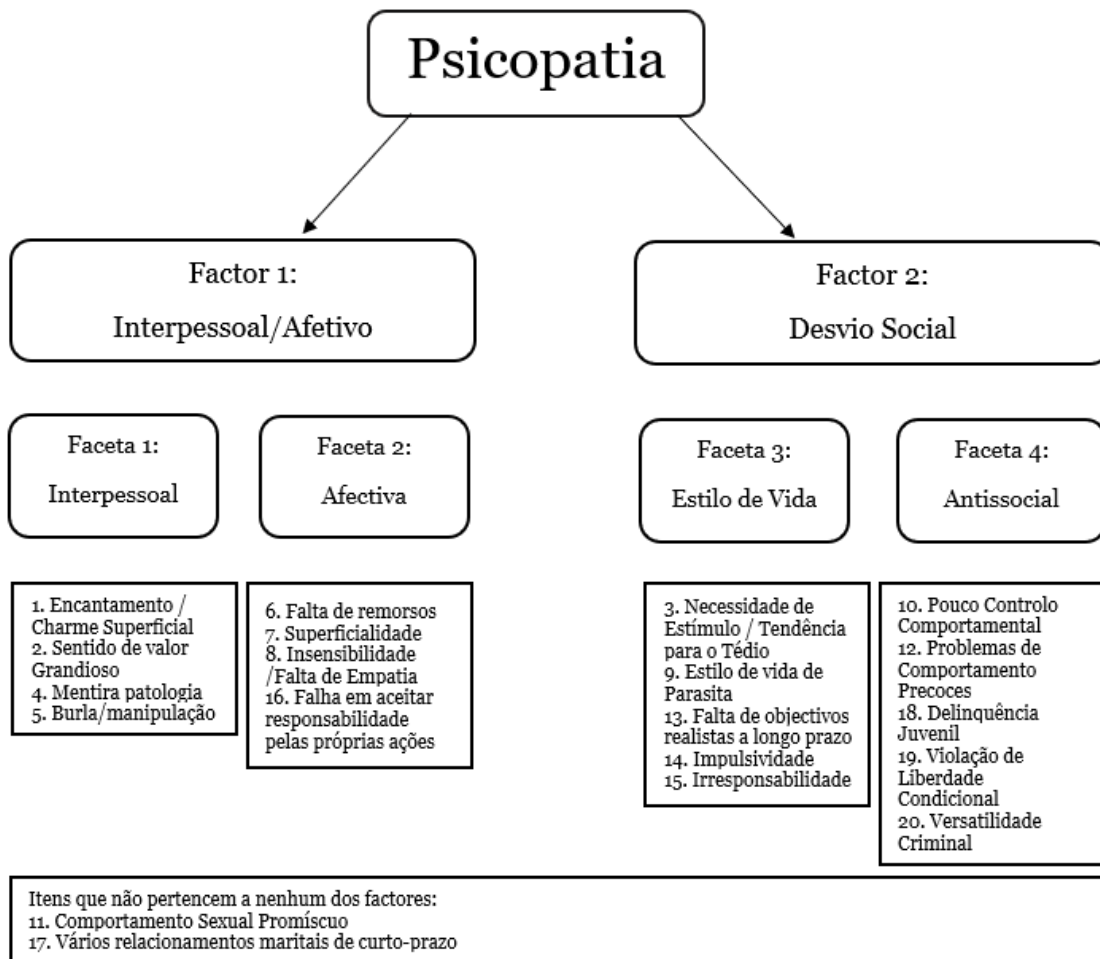 Psicopatia
Factor 1:
Interpessoal/Afetivo
Factor 2:
Desvio Social
Faceta 1:
Interpessoal
Faceta 2:
Afectiva
Faceta 3:
Estilo de Vida
Faceta 4:
Antissocial
1. Encantamento /
Charme Superficial
2. Sentido de valor
Grandioso
4. Mentira patologia
5. Burla/manipulação
6. Falta de remorsos
7. Superficialidade
8. Insensibilidade
/Falta de Empatia
16. Falha em aceitar
responsabilidade
pelas próprias ações
3. Necessidade de
Estímulo / Tendência
para o Tédio
9. Estilo de vida de
Parasita
13. Falta de objectivos
realistas a longo prazo
14. Impulsividade
15. Irresponsabilidade
10. Pouco Controlo
Comportamental
12. Problemas de
Comportamento
Precoces
18. Delinquência
Juvenil
19. Violação de
Liberdade
Condicional
20. Versatilidade
Criminal
Itens que não pertencem a nenhum dos factores:
11. Comportamento Sexual Promíscuo
17. Vários relacionamentos maritais de curto-prazo